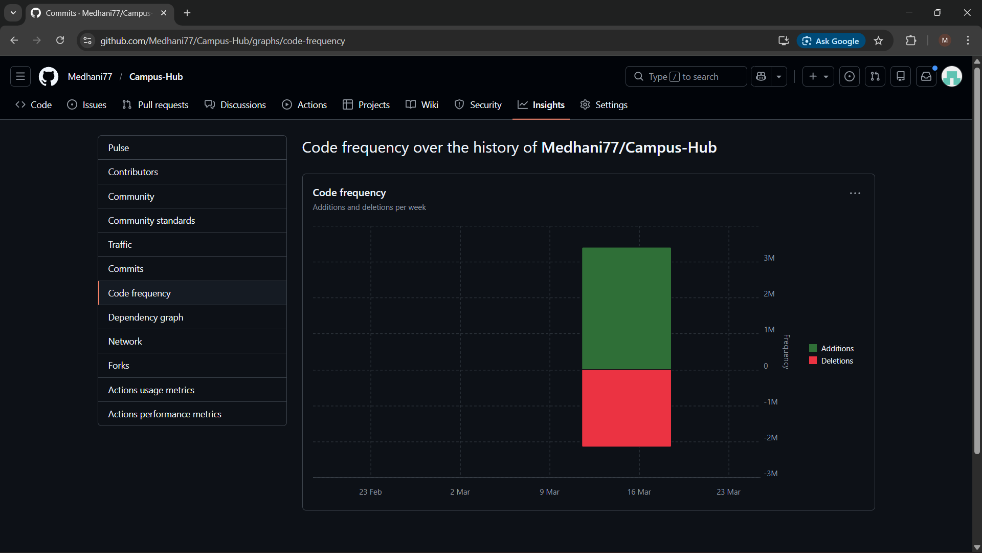 Commits · Medhani77/Campus-
github.com/Medhani77/Campus-Hub/graphs/code-frequency
Ask Google
M
Medhani77 / Campus-Hub
Type / to search
Code
Issues
Pull requests
Discussions
Actions
Projects
Wiki
Security
Insights
Settings
Pulse
Contributors
Community
Community standards
Traffic
Commits
Code frequency
Dependency graph
Network
Forks
Actions usage metrics
Actions performance metrics
Code frequency over the history of Medhani77/Campus-Hub
Code frequency
Additions and deletions per week
3M
2M
1M
0
-1M
-2M
-3M
Frequency
Additions
Deletions
23 Feb
2 Mar
9 Mar
16 Mar
23 Mar